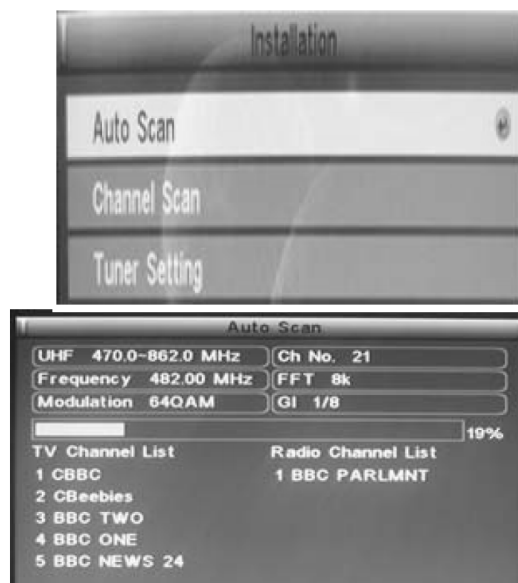 Installation
Auto Scan
Channel Scan
Tuner Setting
Auto Scan
UHF 470.0~862.0 MHz Ch No. 21
Frequency 482.00 MHz FFT 8k
Modulation 64QAM GI 1/8
19%
TV Channel List Radio Channel List
1 CBBC 1 BBC PARLMNT
2 CBeebies
3 BBC TWO
4 BBC ONE
5 BBC NEWS 24